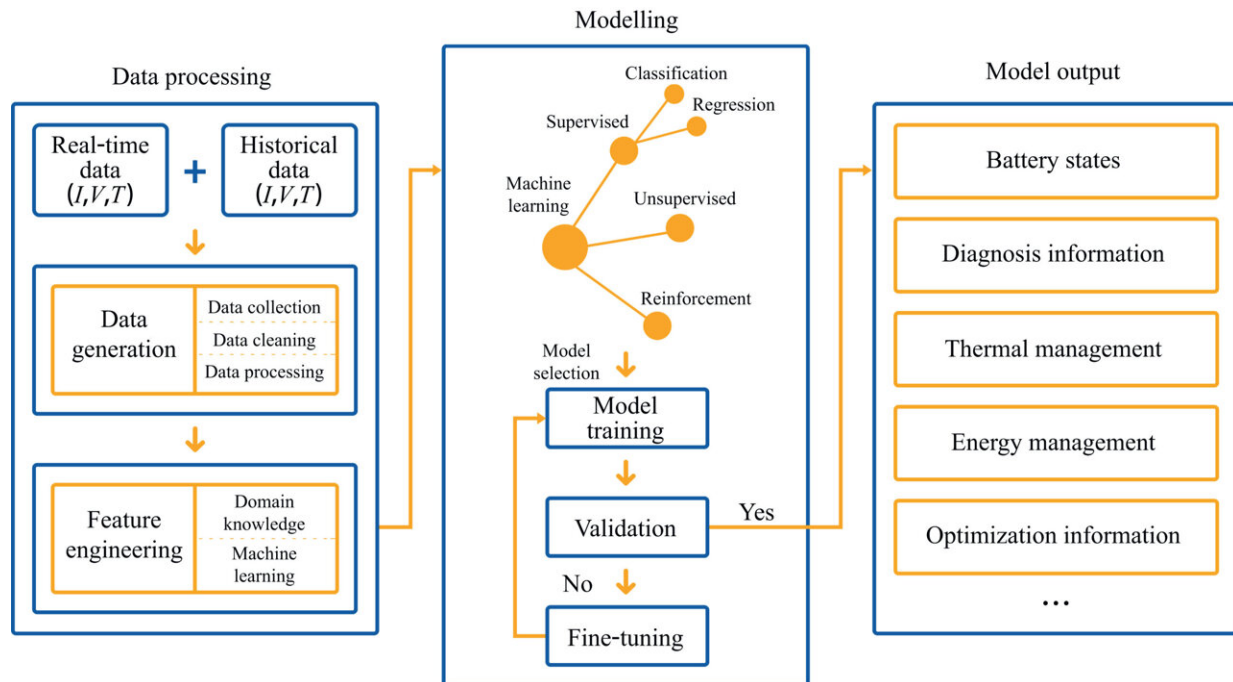 Data processing
Real-time
data
(I,V,T)
+
Historical
data
(I,V,T)
Data
generation
Data collection
Data cleaning
Data processing
Feature
engineering
Domain
knowledge
Machine
learning
Modelling
Classification
Regression
Supervised
Machine
learning
Unsupervised
Reinforcement
Model
selection
Model
training
Validation
Yes
No
Fine-tuning
Model output
Battery states
Diagnosis information
Thermal management
Energy management
Optimization information
...